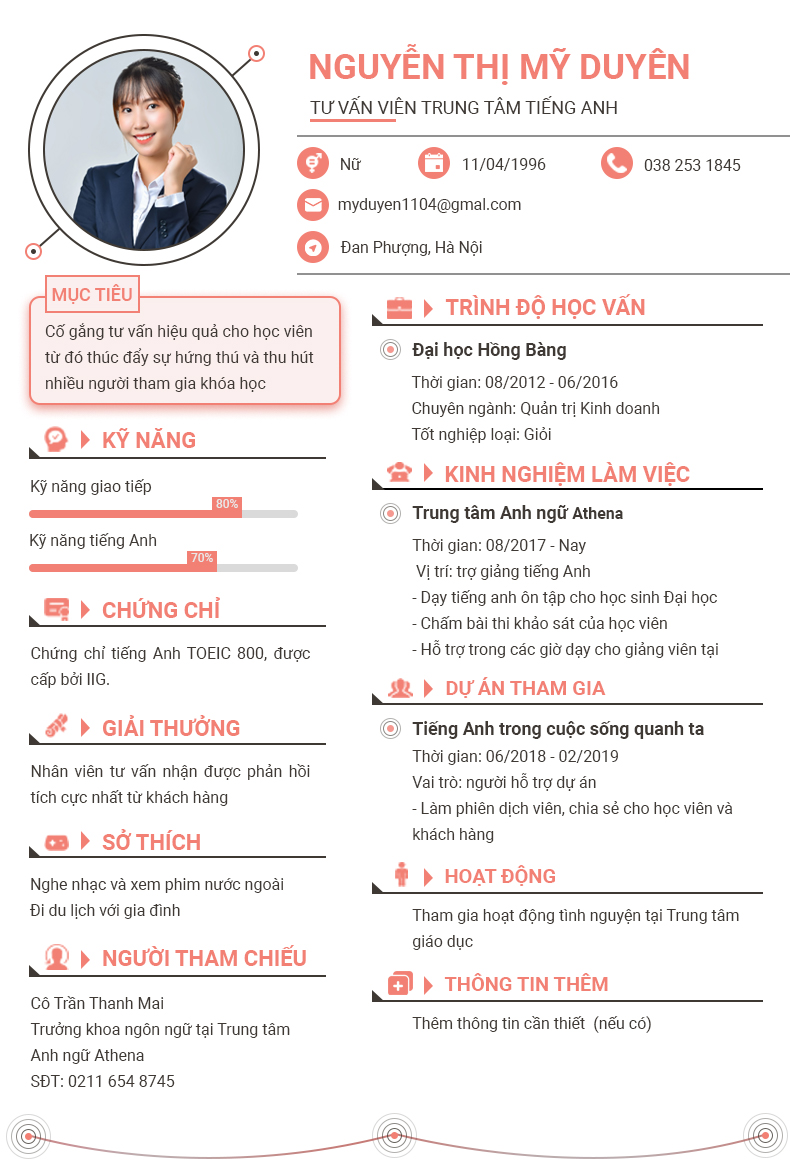 NGUYỄN THỊ MỸ DUYÊN
TƯ VẤN VIÊN TRUNG TÂM TIẾNG ANH
Nữ
11/04/1996
038 253 1845
myduyen1104@gmal.com
Đan Phượng, Hà Nội
MỤC TIÊU
Cố gắng tư vấn hiệu quả cho học viên
từ đó thúc đẩy sự hứng thú và thu hút
nhiều người tham gia khóa học
KỸ NĂNG
Kỹ năng giao tiếp
80%
Kỹ năng tiếng Anh
70%
CHỨNG CHỈ
Chứng chỉ tiếng Anh TOEIC 800, được
cấp bởi IIG.
GIẢI THƯỞNG
Nhân viên tư vấn nhận được phản hồi
tích cực nhất từ khách hàng
SỞ THÍCH
Nghe nhạc và xem phim nước ngoài
Đi du lịch với gia đình
NGƯỜI THAM CHIẾU
Cô Trần Thanh Mai
Trưởng khoa ngôn ngữ tại Trung tâm
Anh ngữ Athena
SĐT: 0211 654 8745
TRÌNH ĐỘ HỌC VẤN
Đại học Hồng Bàng
Thời gian: 08/2012 - 06/2016
Chuyên ngành: Quản trị Kinh doanh
Tốt nghiệp loại: Giỏi
KINH NGHIỆM LÀM VIỆC
Trung tâm Anh ngữ Athena
Thời gian: 08/2017 - Nay
Vị trí: trợ giảng tiếng Anh
- Dạy tiếng anh ôn tập cho học sinh Đại học
- Chấm bài thi khảo sát của học viên
- Hỗ trợ trong các giờ dạy cho giảng viên tại
DỰ ÁN THAM GIA
Tiếng Anh trong cuộc sống quanh ta
Thời gian: 06/2018 - 02/2019
Vai trò: người hỗ trợ dự án
- Làm phiên dịch viên, chia sẻ cho học viên và
khách hàng
HOẠT ĐỘNG
Tham gia hoạt động tình nguyện tại Trung tâm
giáo dục
THÔNG TIN THÊM
Thêm thông tin cần thiết (nếu có)